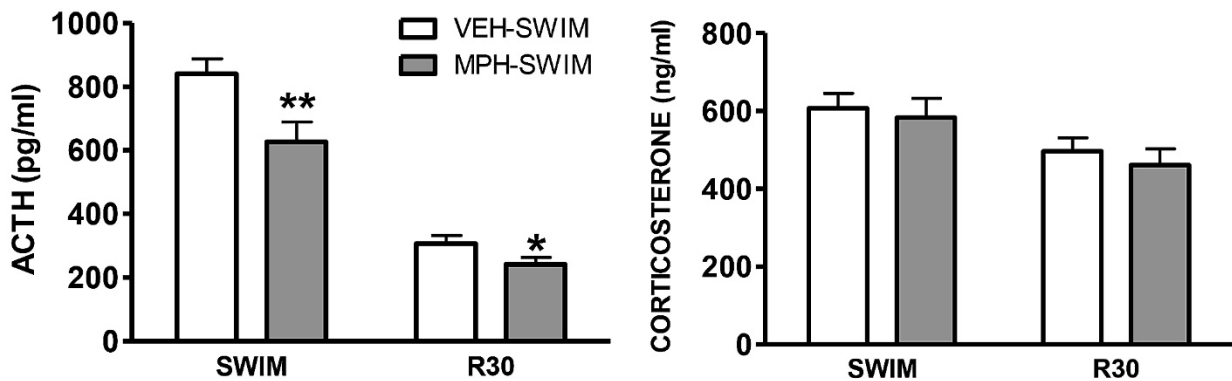 ACTH (pg/ml)
1000
800
600
400
200
0
VEH-SWIM
MPH-SWIM
**
*
SWIM
R30
CORTICOSTERONE (ng/ml)
800
600
400
200
0
SWIM
R30